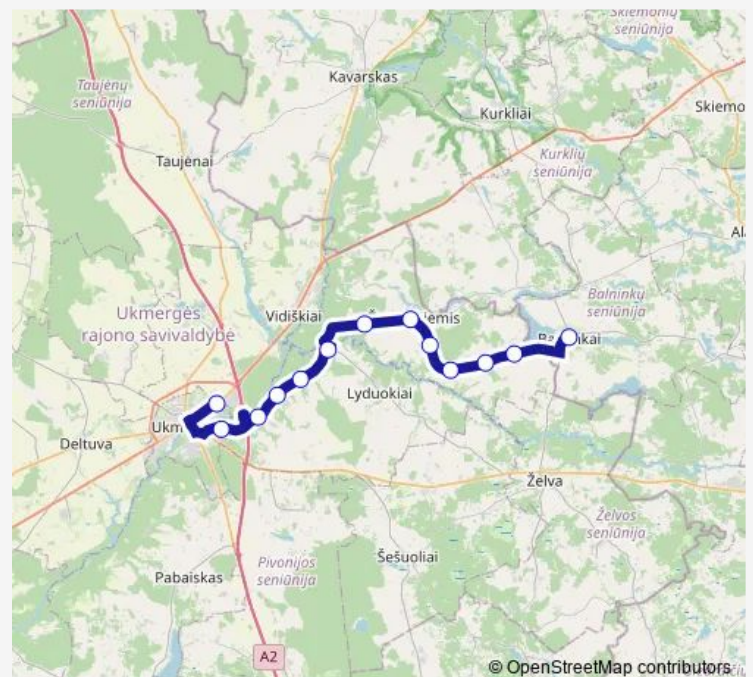 Skiemonių
seniūnija
Kavarskas
Taujėnų
seniūnija
Kurkliai
Skiemo
Taujėnai
Kurklių
seniūnija
Ala
Ukmergės
rajono savivaldybė
Vidiškiai
Balninkų
seniūnija
Lyduokiai
Deltuva
Želva
Želvos
seniūnija
Šešuoliai
Pivonijos
seniūnija
Pabaiskas
A2
© OpenStreetMap contributors